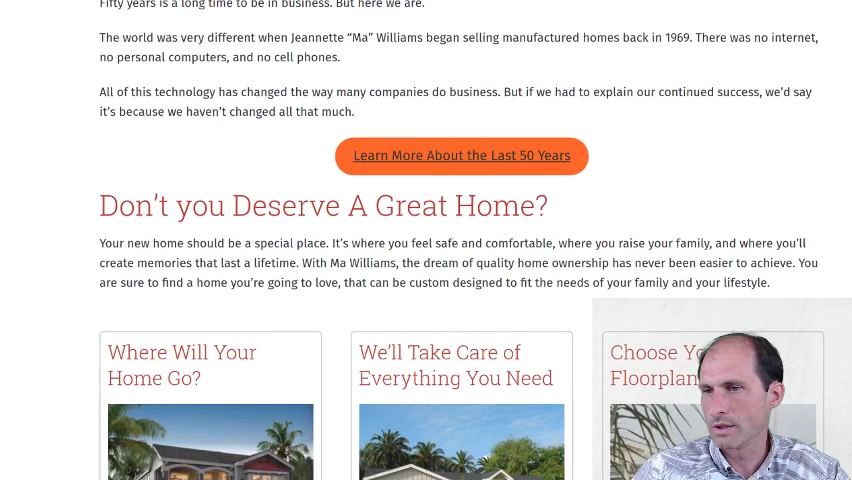 Fifty years is a long time to be in business. But here we are.
The world was very different when Jeannette “Ma” Williams began selling manufactured homes back in 1969. There was no internet,
no personal computers, and no cell phones.
All of this technology has changed the way many companies do business. But if we had to explain our continued success, we’d say
it’s because we haven’t changed all that much.
Learn More About the Last 50 Years
Don’t you Deserve A Great Home?
Your new home should be a special place. It’s where you feel safe and comfortable, where you raise your family, and where you’ll
create memories that last a lifetime. With Ma Williams, the dream of quality home ownership has never been easier to achieve. You
are sure to find a home you’re going to love, that can be custom designed to fit the needs of your family and your lifestyle.
Where Will Your
Home Go?
We’ll Take Care of
Everything You Need
Choose
Floorplan